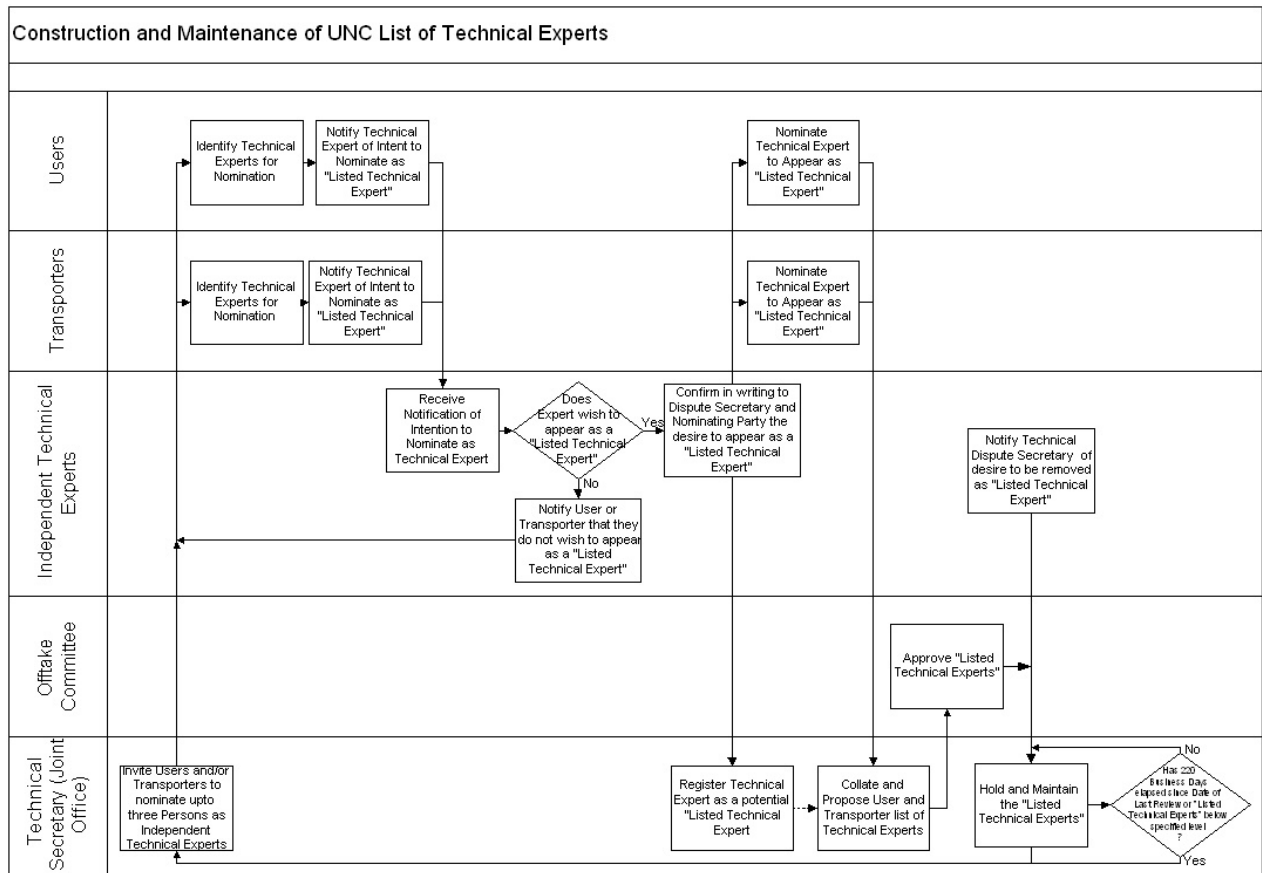 Construction and Maintenance of UNC List of Technical Experts
Users
Identify Technical
Experts for
Nomination
Notify Technical
Expert of Intent to
Nominate as
"Listed Technical
Expert"
Nominate
Technical Expert
to Appear as
"Listed Technical
Expert"
Transporters
Identify Technical
Experts for
Nomination
Notify Technical
Expert of Intent to
Nominate as
"Listed Technical
Expert"
Nominate
Technical Expert
to Appear as
"Listed Technical
Expert"
Independent Technical
Experts
Receive
Notification of
Intention to
Nominate as
Technical Expert
Does
Expert wish to
appear as a
"Listed Technical
Expert"
Yes
No
Confirm in writing to
Dispute Secretary and
Nominating Party the
desire to appear as a
"Listed Technical
Expert"
Notify User or
Transporter that they
do not wish to appear
as a "Listed
Technical Expert"
Notify Technical
Dispute Secretary of
desire to be removed
as "Listed Technical
Expert"
Offtake
Committee
Approve "Listed
Technical Experts"
Technical
Secretary (Joint
Office)
Invite Users and/or
Transporters to
nominate upto
three Persons as
Independent
Technical Experts
Register Technical
Expert as a potential
"Listed Technical
Expert
Collate and
Propose User and
Transporter list of
Technical Experts
Hold and Maintain
the "Listed
Technical Experts"
Has 220
Business Days
elapsed since Date of
Last Review or "Listed
Technical Experts" below
specified level
?
No
Yes